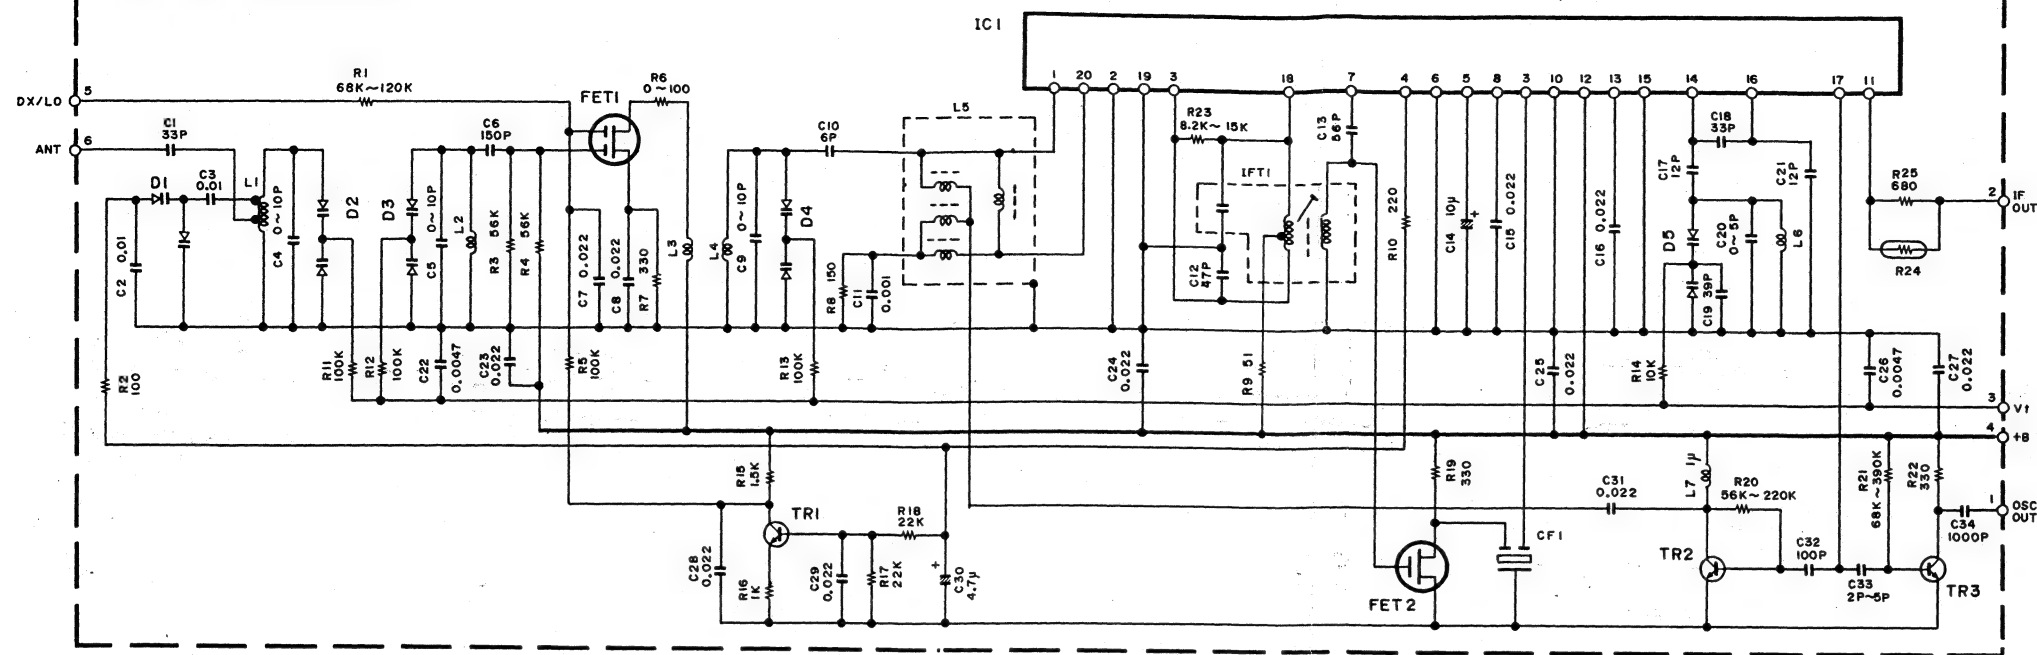 IC1
1 20 2 19 3 18 7 4 6 5 8 3 10 12 13 15 14 16 17 11
DX/LO 5
R1
68K~120K
FET1
R6
0~100
ANT 6
C1
33P
C6
150P
C10
6P
L5
R23
8.2K~15K
C13
56P
C18
33P
C17
12P
C21
12P
R25
680
2 IF
OUT
R24
D1
C3
0.01
L1
C4 0~10P
D2
D3
C5 0~10P
L2
R3 56K
R4 56K
C7 0.022
C8 0.022
R7 330
L3
L4
C9 0~10P
D4
R8 150
C11
0.001
IFT1
C12
47P
R10 220
C14 10μ
+
C15 0.022
C16 0.022
D5
C20
0~5P
L6
C19 39P
C2 0.01
R2
100
R11
100K
R12
100K
C22
0.0047
C23
0.022
R5
100K
R13
100K
C24
0.022
R9 51
C25
0.022
R14
10K
C26
0.0047
C27
0.022
3 Vt
4 +B
R15
1.5K
TR1
R18
22K
C28
0.022
R16
1K
C29
0.022
R17
22K
+
C30
4.7μ
R19
330
CF1
FET2
C31
0.022
L7 1μ
R20
56K~220K
R21
68K~390K
R22
330
1 OSC
OUT
C34
1000P
TR2
C32
100P
C33
2P~5P
TR3